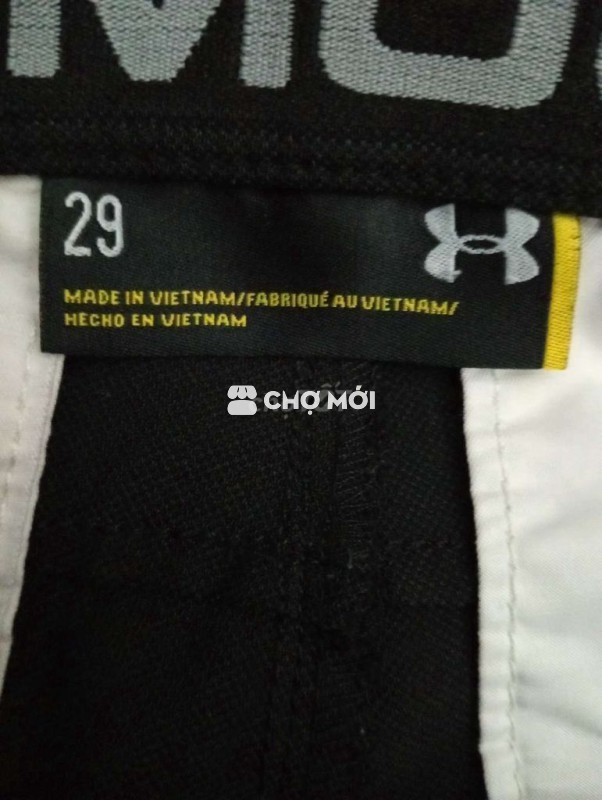 29
MADE IN VIETNAM/FABRIQUÉ AU VIETNAM/
HECHO EN VIETNAM
CHỢ MỚI